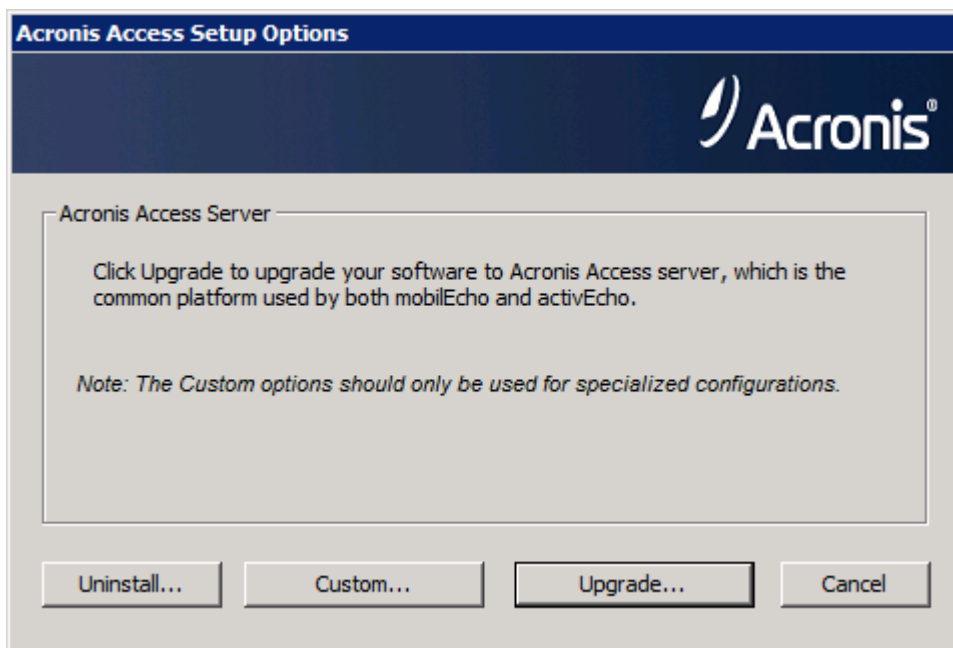 Acronis Access Setup Options
Acronis®
Acronis Access Server
Click Upgrade to upgrade your software to Acronis Access server, which is the
common platform used by both mobilEcho and activEcho.
Note: The Custom options should only be used for specialized configurations.
Uninstall... Custom... Upgrade... Cancel